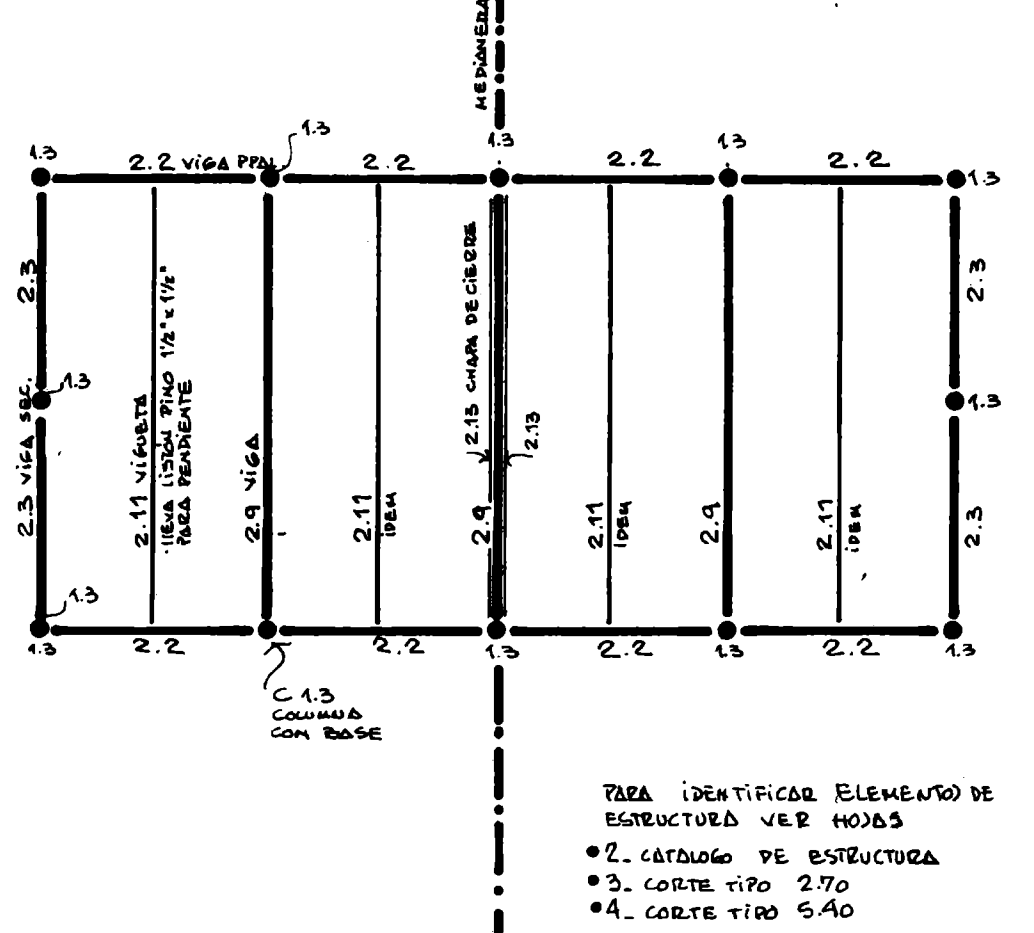 MEDIANERA
1.3
1.3
1.3
1.3
2.2 VIGA PPAL
2.2
2.2
2.2
1.3
2.3
2.3 VIGA SEC.
1.3
2.11 VIGUETA
·LLEVA LISTON PINO 1 1/2" x 1 1/2"
PARA PENDIENTE
2.9 VIGA
2.11
IDEM
2.13 CHAPA DE CIERRE
2.13
2.9
2.11
IDEM
2.9
2.11
IDEM
2.3
1.3
2.3
1.3
1.3
2.2
2.2
1.3
2.2
1.3
2.2
1.3
C 1.3
COLUMNA
CON BASE
PARA IDENTIFICAR ELEMENTOS DE
ESTRUCTURA VER HOJAS
•2_ CATALOGO DE ESTRUCTURA
•3_ CORTE TIPO 2.70
•4_ CORTE TIPO 5.40